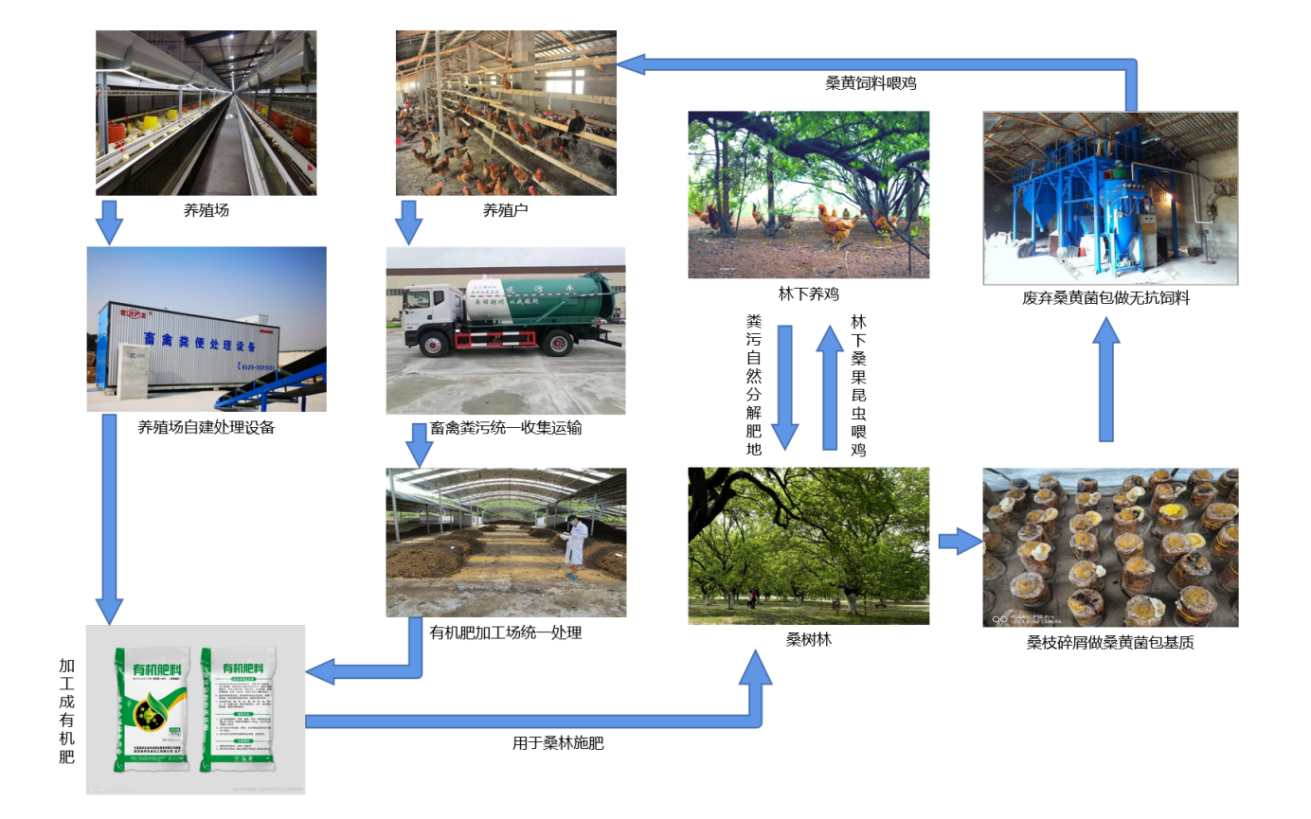 桑黄饲料喂鸡
养殖场
养殖户
林下养鸡
废弃桑黄菌包做无抗饲料
畜禽粪便处理设备
吸污车
养殖场自建处理设备
畜禽粪污统一收集运输
粪污自然分解肥地
林下桑果昆虫喂鸡
有机肥加工场统一处理
桑树林
桑枝碎屑做桑黄菌包基质
加工成有机肥
有机肥料
有机肥料
用于桑林施肥